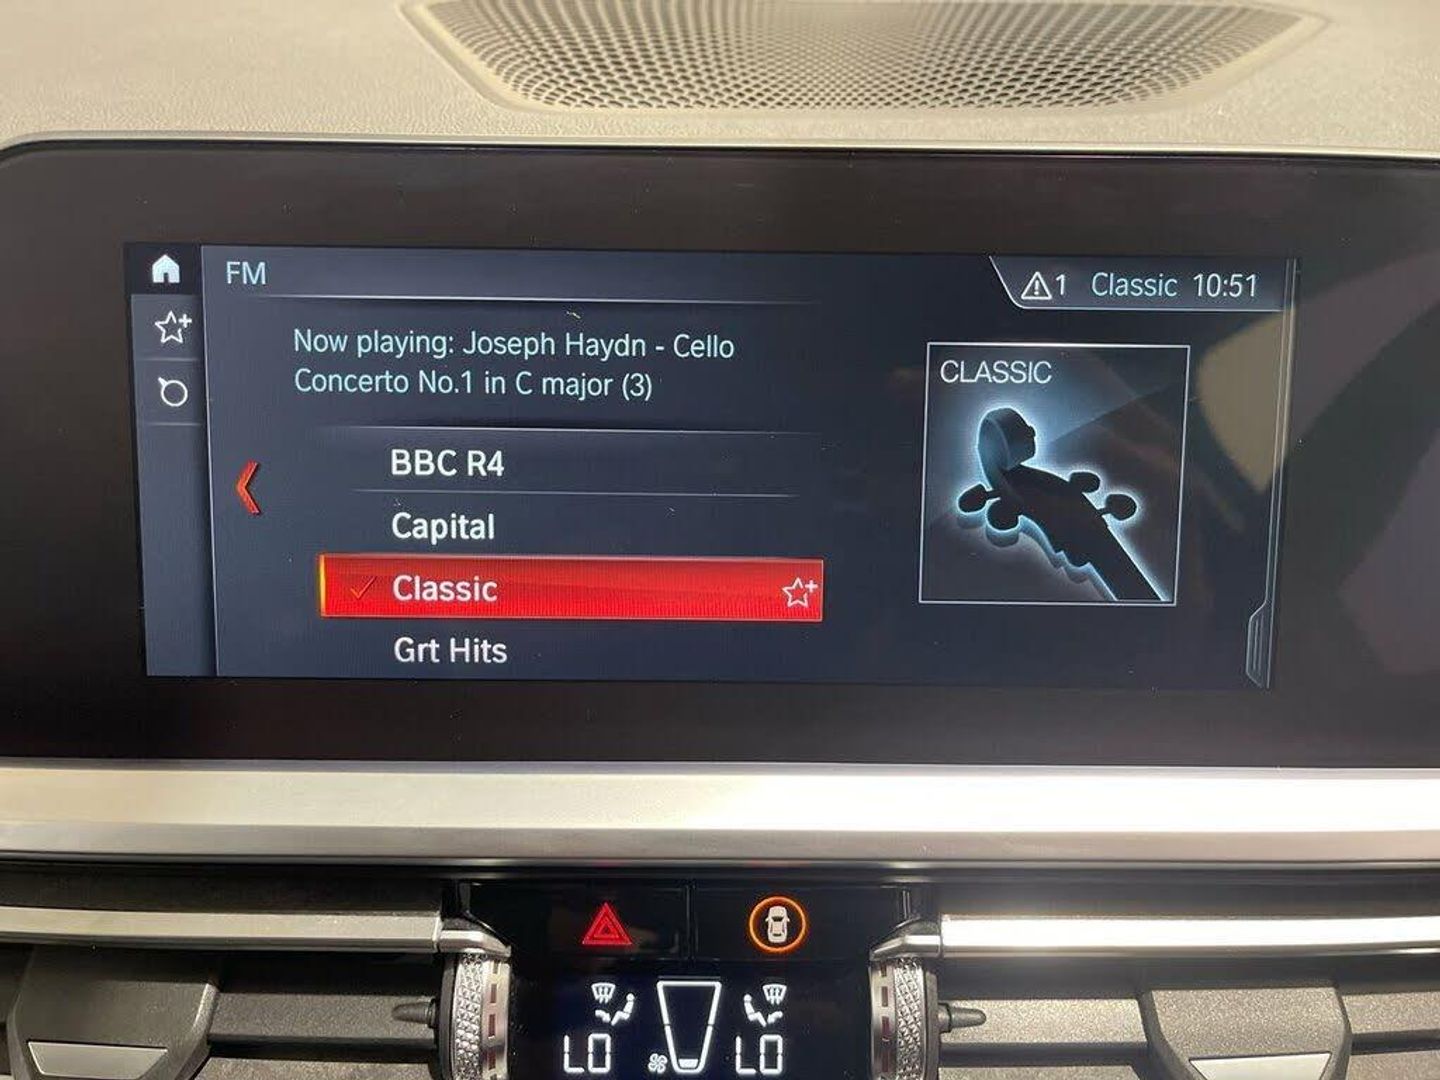 FM
1 Classic 10:51
Now playing: Joseph Haydn - Cello
Concerto No.1 in C major (3)
CLASSIC
BBC R4
Capital
Classic
Grt Hits
LO LO